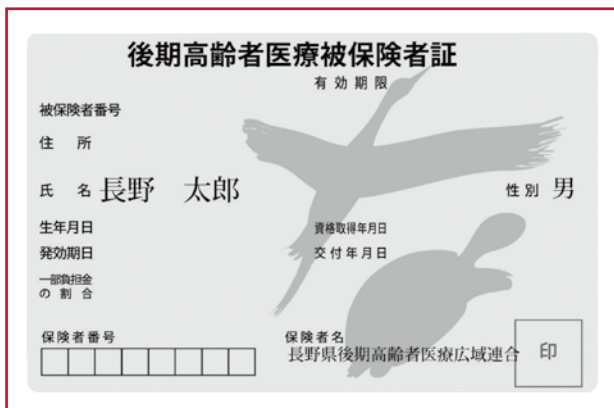 後期高齢者医療被保険者証
有効期限
被保険者番号
住所
氏名 長野 太郎 性別 男
生年月日 資格取得年月日
発効期日 交付年月日
一部負担金
の割合
保険者番号 保険者名
長野県後期高齢者医療広域連合 印